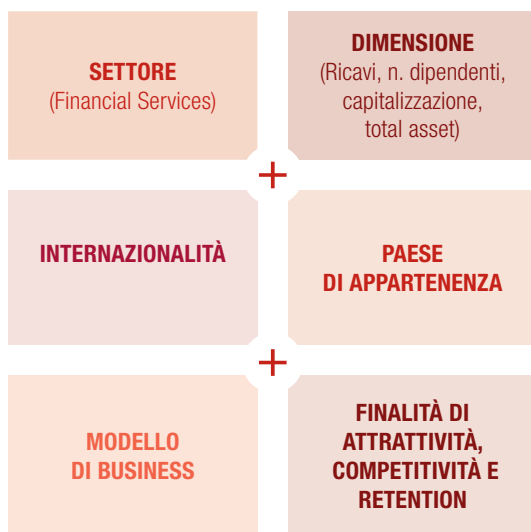 SETTORE
(Financial Services)
DIMENSIONE
(Ricavi, n. dipendenti,
capitalizzazione,
total asset)
+
INTERNAZIONALITÀ
PAESE
DI APPARTENENZA
+
MODELLO
DI BUSINESS
FINALITÀ DI
ATTRATTIVITÀ,
COMPETITIVITÀ E
RETENTION